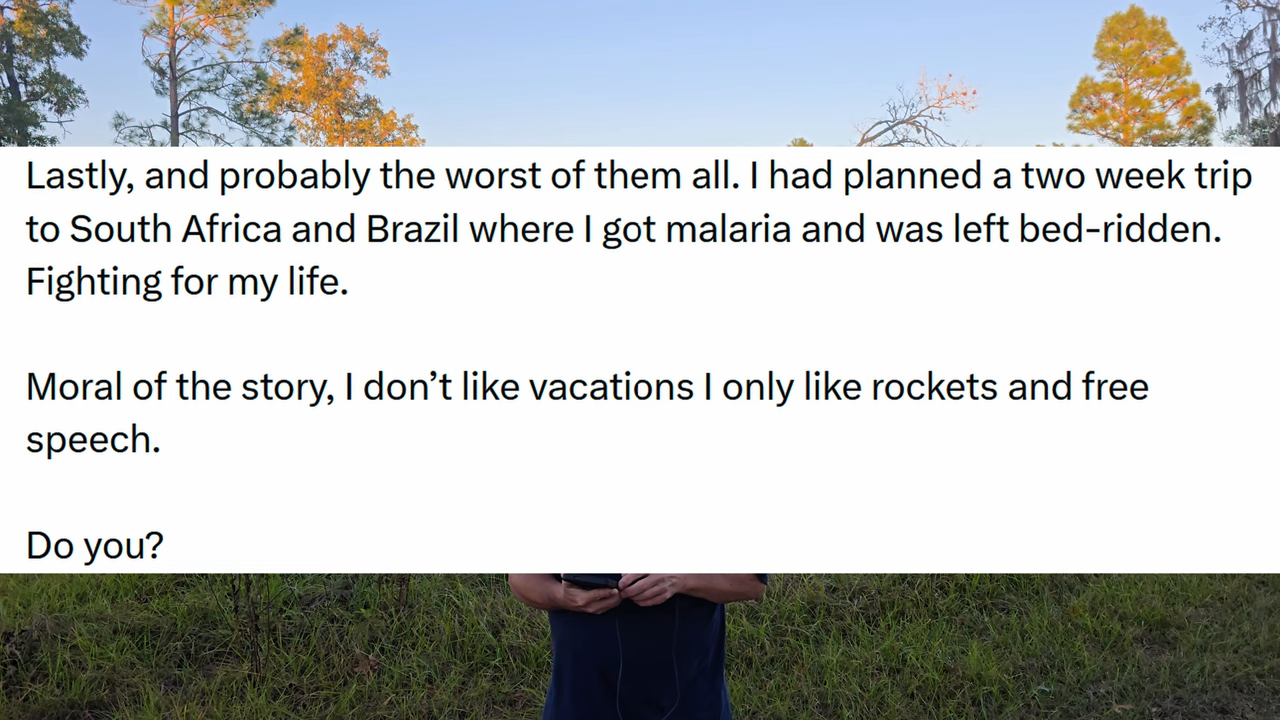 Lastly, and probably the worst of them all. I had planned a two week trip
to South Africa and Brazil where I got malaria and was left bed-ridden.
Fighting for my life.
Moral of the story, I don’t like vacations I only like rockets and free
speech.
Do you?